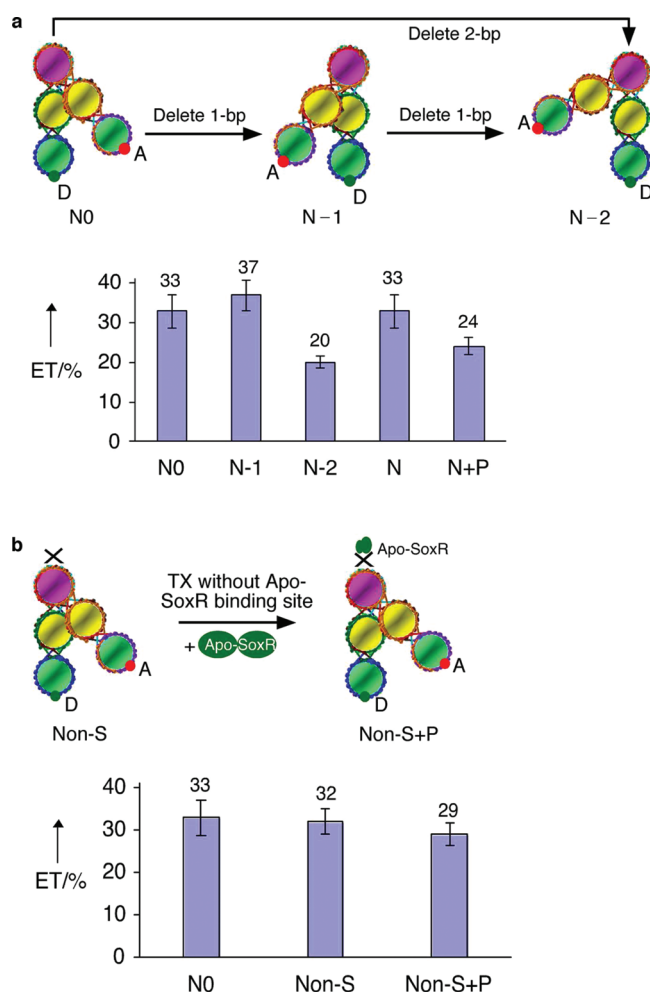 a
Delete 2-bp
Delete 1-bp
Delete 1-bp
A
D
N0
A
D
N−1
A
D
N−2
40
30
20
10
0
ET/%
33
37
20
33
24
N0 N-1 N-2 N N+P
b
TX without Apo-
SoxR binding site
+ Apo-SoxR
Apo-SoxR
A
D
Non-S
A
D
Non-S+P
40
30
20
10
0
ET/%
33
32
29
N0 Non-S Non-S+P